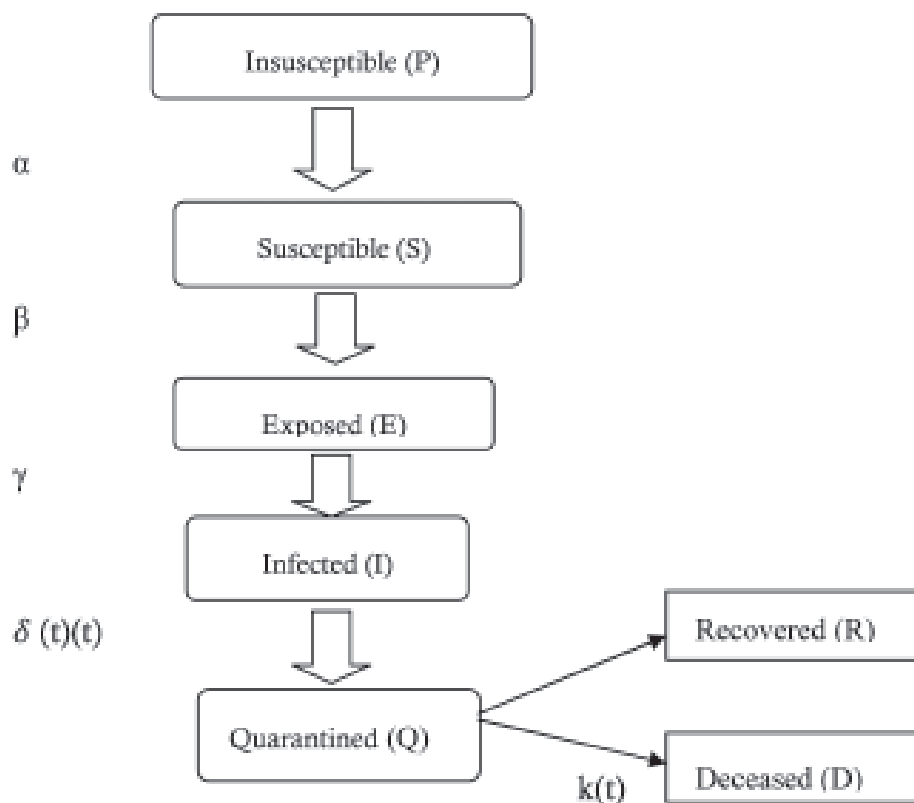 Insusceptible (P)
α
Susceptible (S)
β
Exposed (E)
γ
Infected (I)
δ (t)(t)
Recovered (R)
Quarantined (Q)
k(t)
Deceased (D)